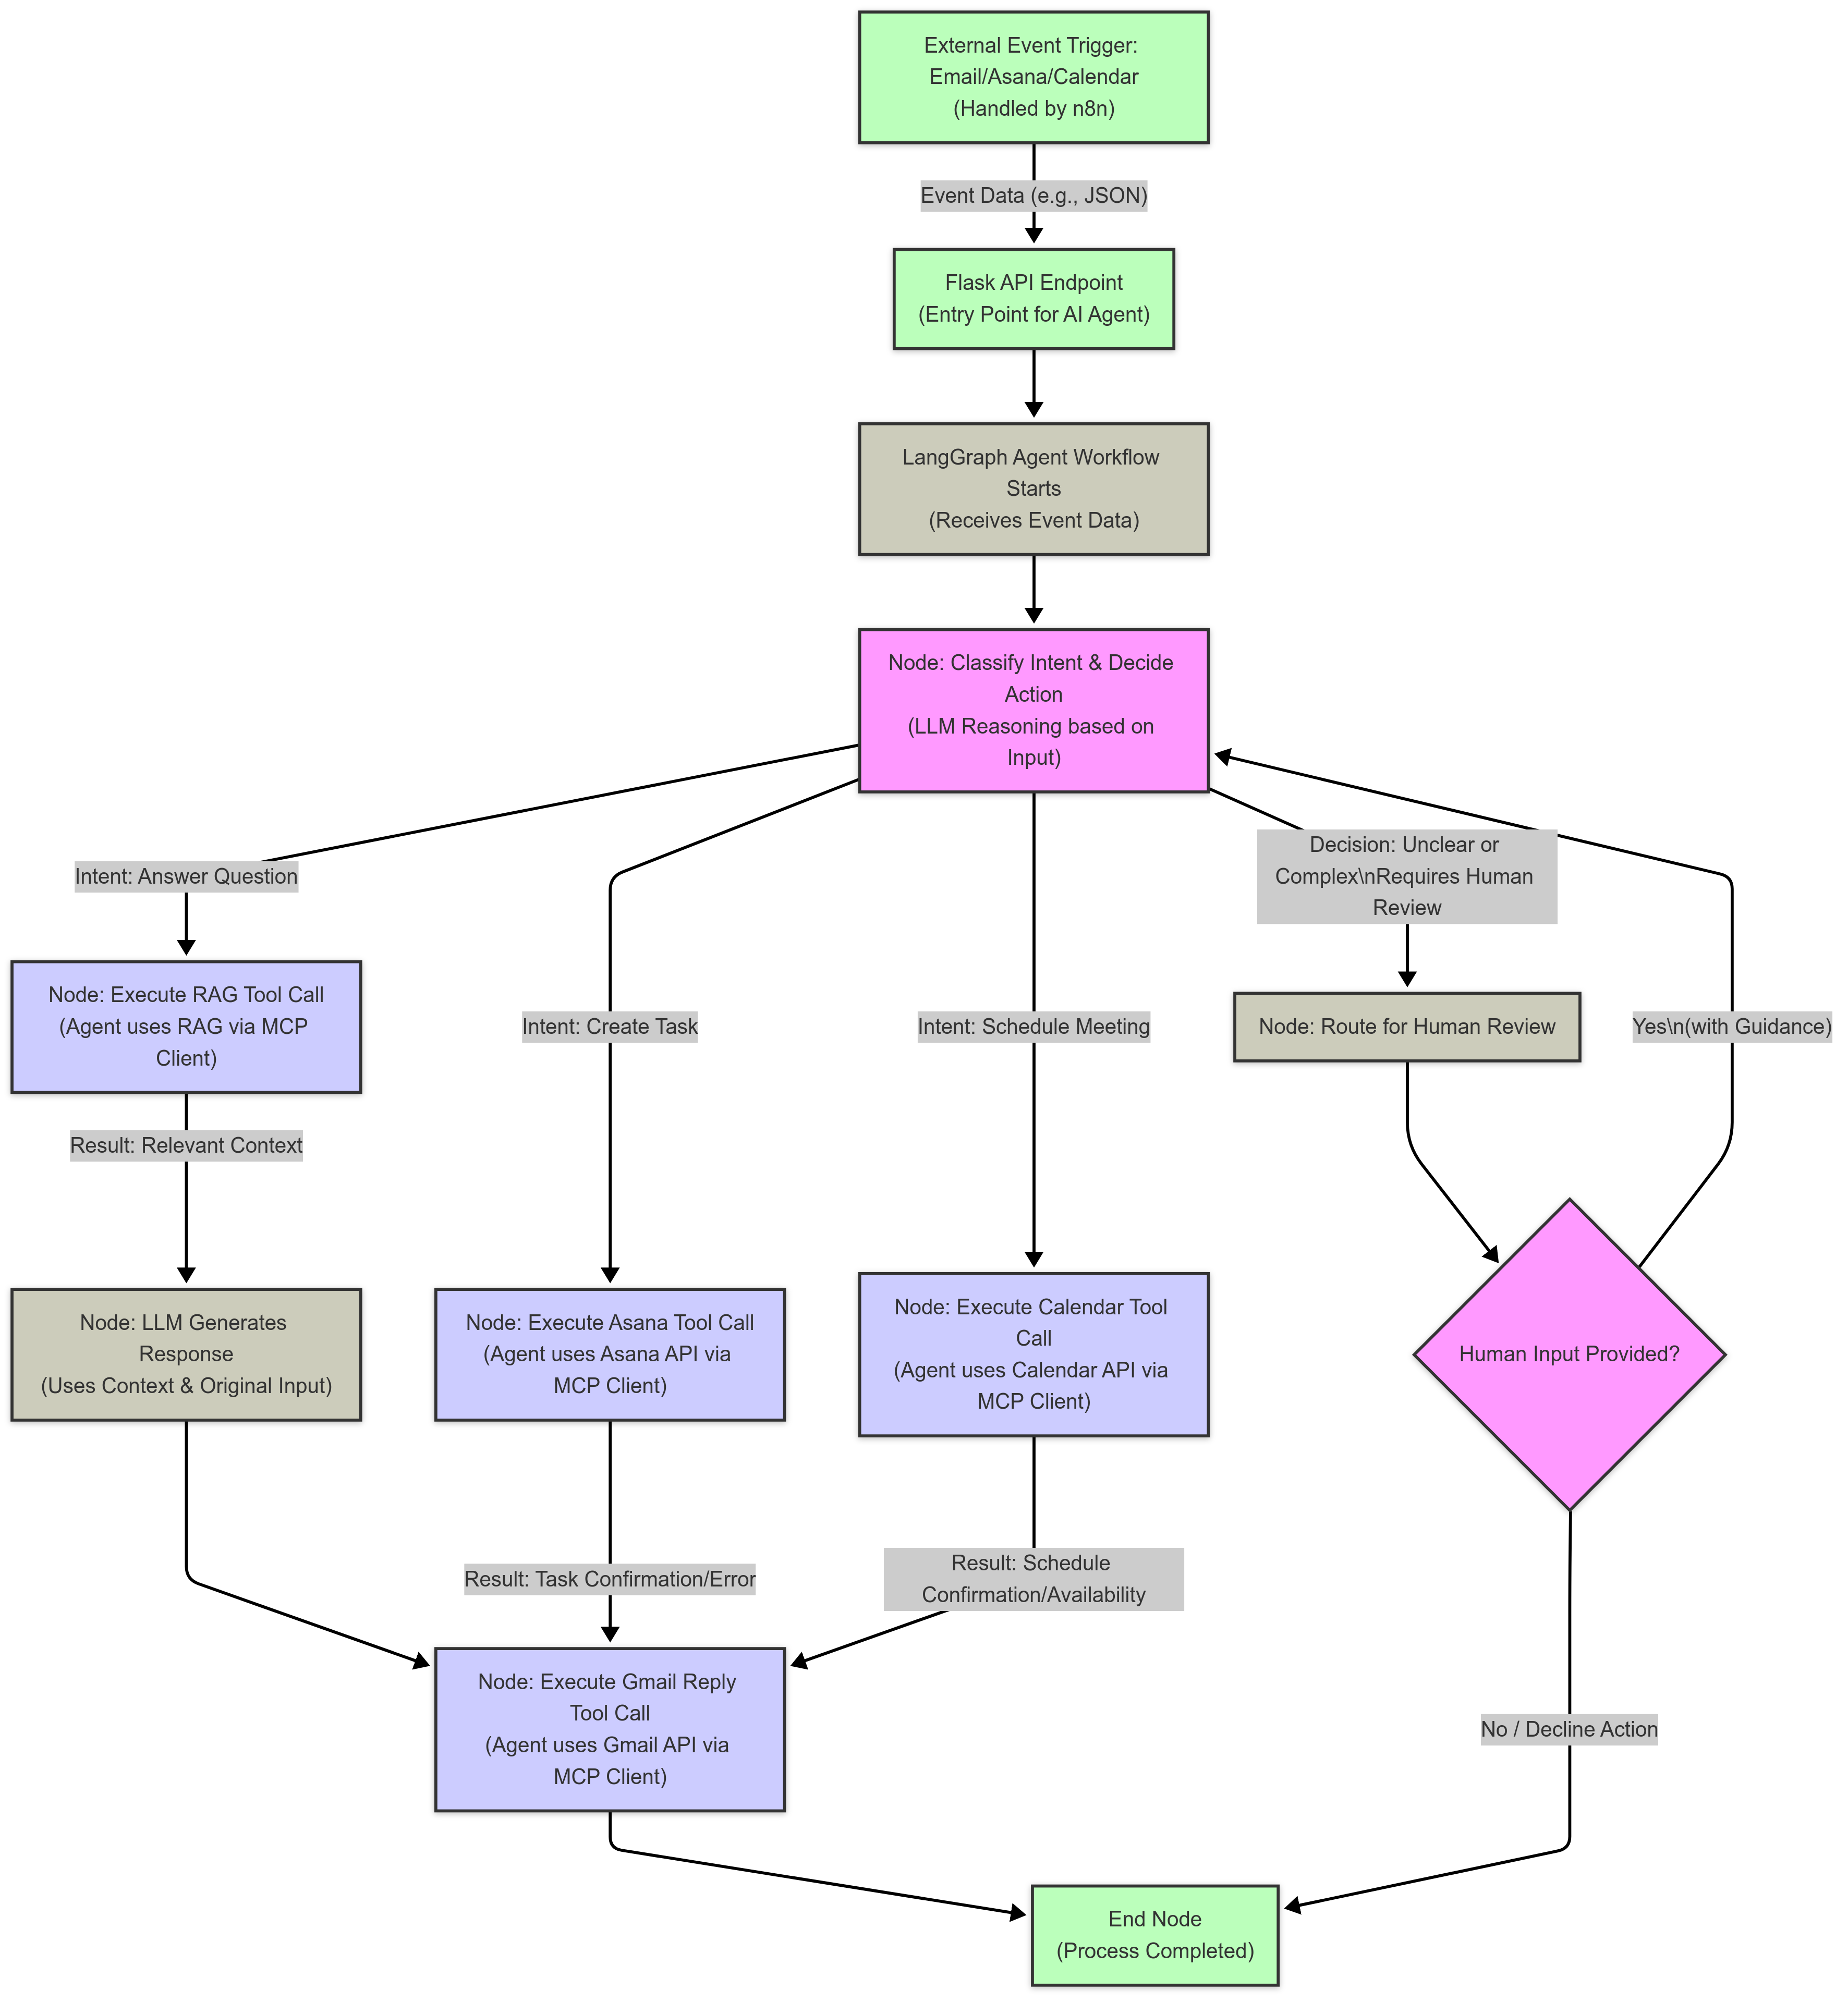 External Event Trigger:
Email/Asana/Calendar
(Handled by n8n)
Event Data (e.g., JSON)
Flask API Endpoint
(Entry Point for AI Agent)
LangGraph Agent Workflow
Starts
(Receives Event Data)
Node: Classify Intent & Decide
Action
(LLM Reasoning based on
Input)
Intent: Answer Question
Decision: Unclear or
Complex\nRequires Human
Review
Node: Execute RAG Tool Call
(Agent uses RAG via MCP
Client)
Intent: Create Task
Intent: Schedule Meeting
Node: Route for Human Review
Yes\n(with Guidance)
Result: Relevant Context
Node: LLM Generates
Response
(Uses Context & Original Input)
Node: Execute Asana Tool Call
(Agent uses Asana API via
MCP Client)
Node: Execute Calendar Tool
Call
(Agent uses Calendar API via
MCP Client)
Human Input Provided?
Result: Task Confirmation/Error
Result: Schedule
Confirmation/Availability
Node: Execute Gmail Reply
Tool Call
(Agent uses Gmail API via
MCP Client)
No / Decline Action
End Node
(Process Completed)